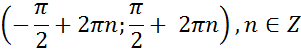 (−π/2 + 2πn; π/2 + 2πn), n ∈ Z